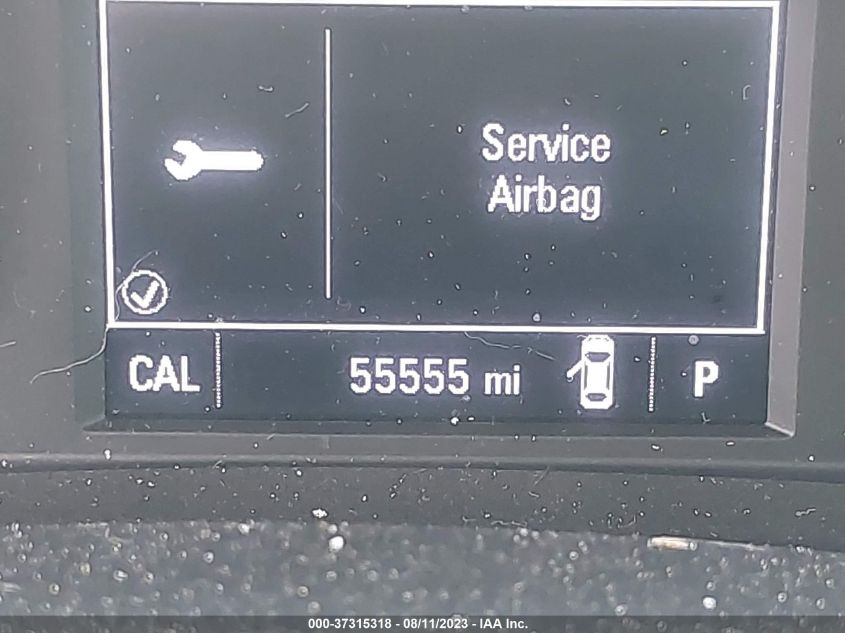 Service
Airbag
CAL 55555 mi P
000-37315318 - 08/11/2023 - IAA Inc.